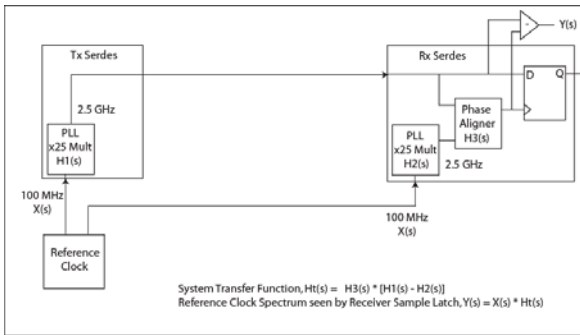 Tx Serdes
2.5 GHz
PLL
x25 Mult
H1(s)
100 MHz
X(s)
Reference
Clock
Rx Serdes
Y(s)
-
D
Q
Phase
Aligner
H3(s)
PLL
x25 Mult
H2(s)
2.5 GHz
100 MHz
X(s)
System Transfer Function, Ht(s) = H3(s) * [H1(s) - H2(s)]
Reference Clock Spectrum seen by Receiver Sample Latch, Y(s) = X(s) * Ht(s)